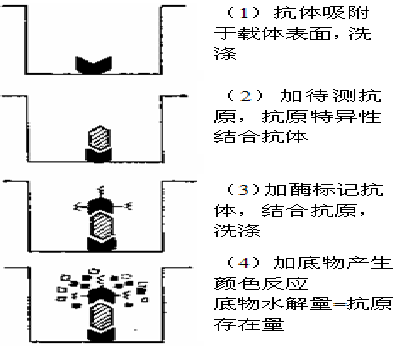 （1）抗体吸附
于载体表面，洗
涤
（2） 加待测抗
原，抗原特异性
结合抗体
（3）加酶标记抗
体，结合抗原，
洗涤
（4）加底物产生
颜色反应
底物水解量=抗原
存在量